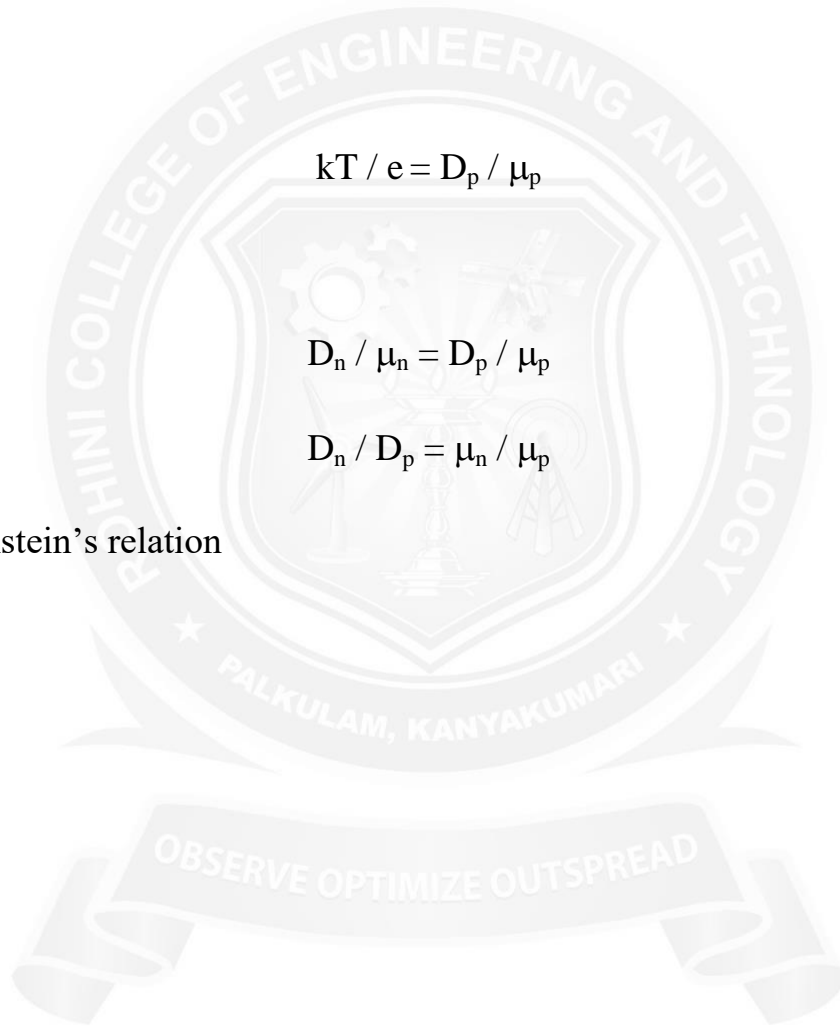 ROHINI COLLEGE OF ENGINEERING AND TECHNOLOGY
kT / e = Dₚ / μₚ
Dₙ / μₙ = Dₚ / μₚ
Dₙ / Dₚ = μₙ / μₚ
stein’s relation
PALKULAM, KANYAKUMARI
OBSERVE OPTIMIZE OUTSPREAD